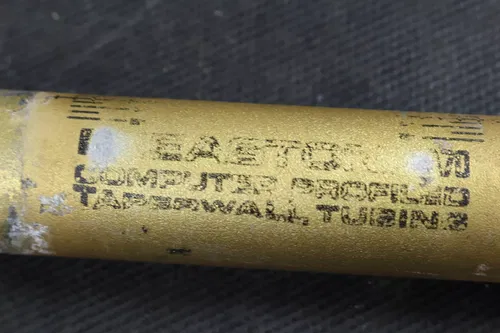 EASTON
COMPUTER PROFILED
TAPERWALL TUBING